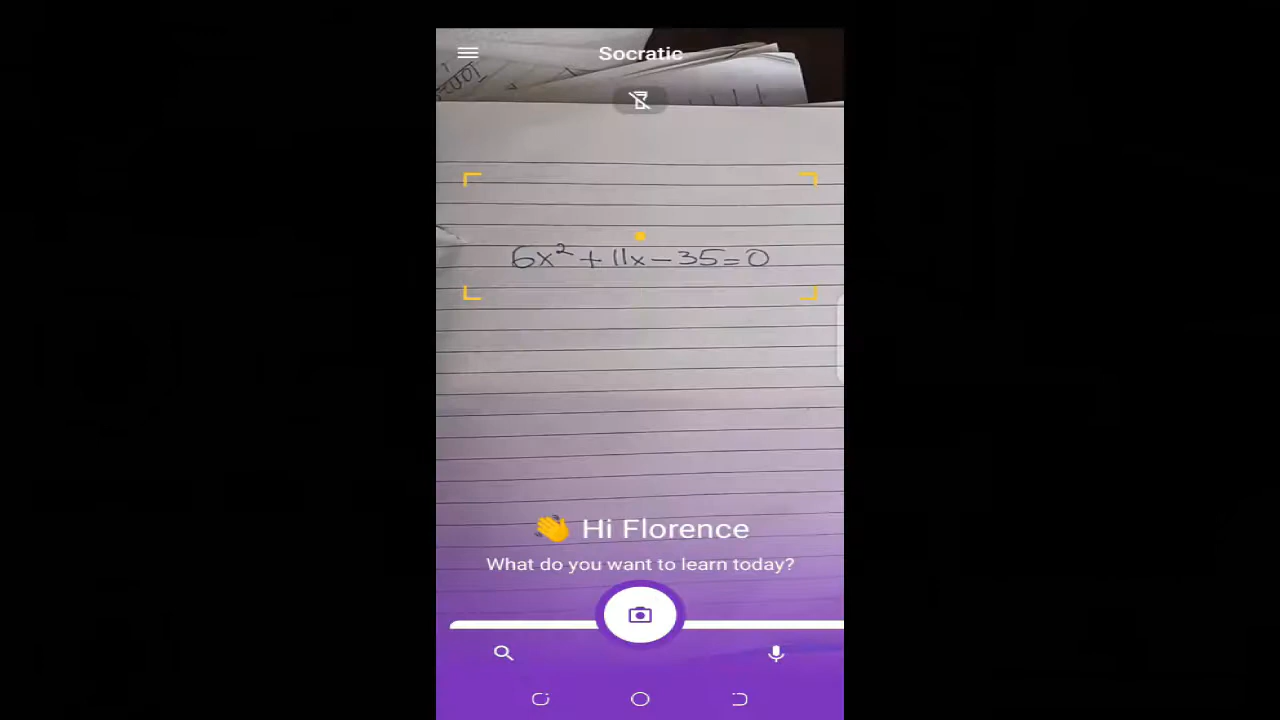 Socratic
6x² + 11x - 35 = 0
👋 Hi Florence
What do you want to learn today?